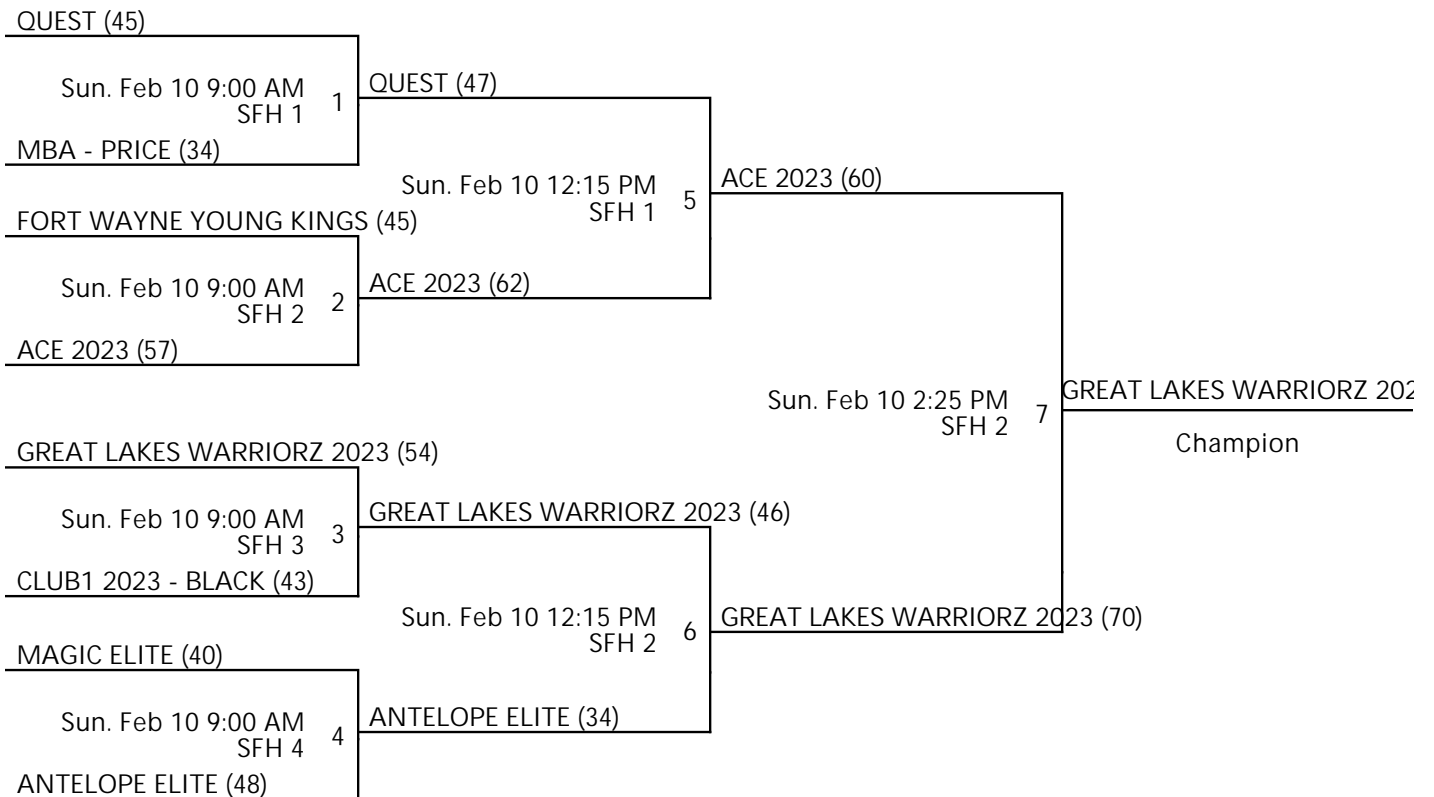 QUEST (45)
Sun. Feb 10 9:00 AM
SFH 1
1
MBA - PRICE (34)
QUEST (47)
FORT WAYNE YOUNG KINGS (45)
Sun. Feb 10 9:00 AM
SFH 2
2
ACE 2023 (57)
ACE 2023 (62)
Sun. Feb 10 12:15 PM
SFH 1
5
ACE 2023 (60)
GREAT LAKES WARRIORZ 2023 (54)
Sun. Feb 10 9:00 AM
SFH 3
3
CLUB1 2023 - BLACK (43)
GREAT LAKES WARRIORZ 2023 (46)
MAGIC ELITE (40)
Sun. Feb 10 9:00 AM
SFH 4
4
ANTELOPE ELITE (48)
ANTELOPE ELITE (34)
Sun. Feb 10 12:15 PM
SFH 2
6
GREAT LAKES WARRIORZ 2023 (70)
Sun. Feb 10 2:25 PM
SFH 2
7
GREAT LAKES WARRIORZ 202
Champion